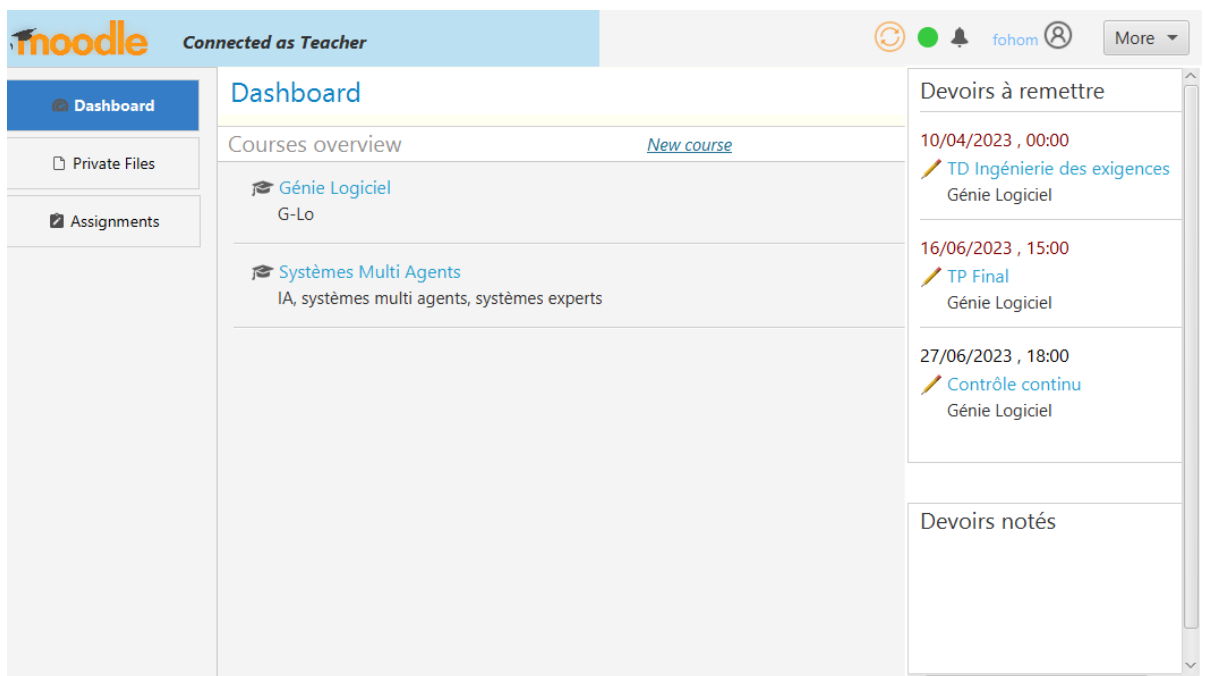 moodle Connected as Teacher fohom More
Dashboard
Private Files
Assignments
Dashboard
Courses overview New course
Génie Logiciel
G-Lo
Systèmes Multi Agents
IA, systèmes multi agents, systèmes experts
Devoirs à remettre
10/04/2023 , 00:00
TD Ingénierie des exigences
Génie Logiciel
16/06/2023 , 15:00
TP Final
Génie Logiciel
27/06/2023 , 18:00
Contrôle continu
Génie Logiciel
Devoirs notés